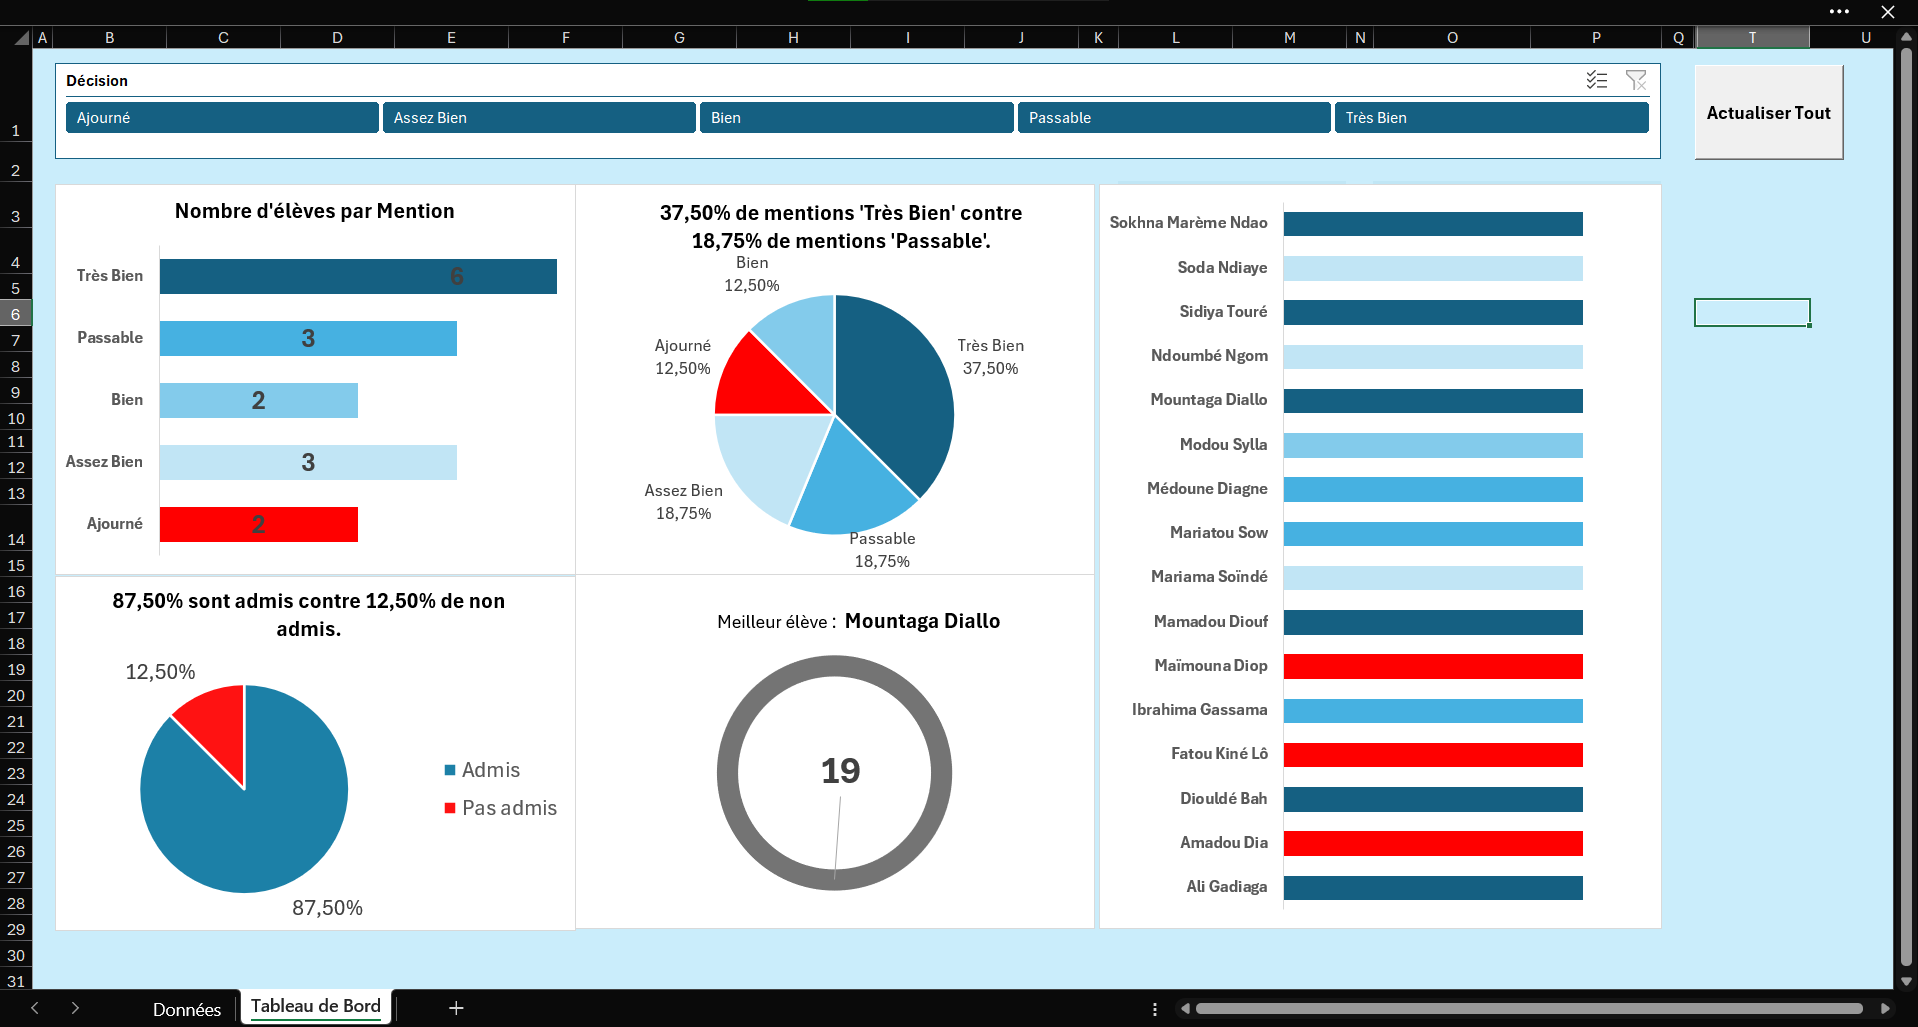 A B C D E F G H I J K L M N O P Q T U
1
2
3
4
5
6
7
8
9
10
11
12
13
14
15
16
17
18
19
20
21
22
23
24
25
26
27
28
29
30
31
Décision
Ajourné
Assez Bien
Bien
Passable
Très Bien
Actualiser Tout
Nombre d'élèves par Mention
Très Bien
6
Passable
3
Bien
2
Assez Bien
3
Ajourné
2
37,50% de mentions 'Très Bien' contre
18,75% de mentions 'Passable'.
Bien
12,50%
Ajourné
12,50%
Très Bien
37,50%
Assez Bien
18,75%
Passable
18,75%
87,50% sont admis contre 12,50% de non
admis.
12,50%
87,50%
Admis
Pas admis
Meilleur élève : Mountaga Diallo
19
Sokhna Marème Ndao
Soda Ndiaye
Sidiya Touré
Ndoumbé Ngom
Mountaga Diallo
Modou Sylla
Médoune Diagne
Mariatou Sow
Mariama Soïndé
Mamadou Diouf
Maïmouna Diop
Ibrahima Gassama
Fatou Kiné Lô
Diouldé Bah
Amadou Dia
Ali Gadiaga
Données
Tableau de Bord